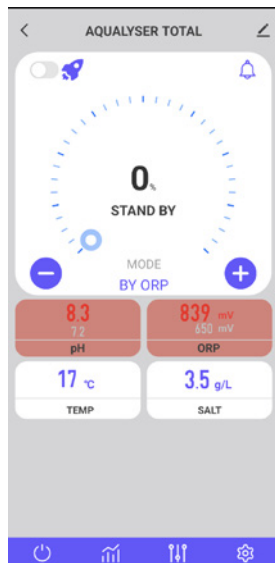 AQUALYSER TOTAL
0%
STAND BY
MODE
BY ORP
8.3 839 mV
7.2 650 mV
pH ORP
17 ℃ 3.5 g/L
TEMP SALT